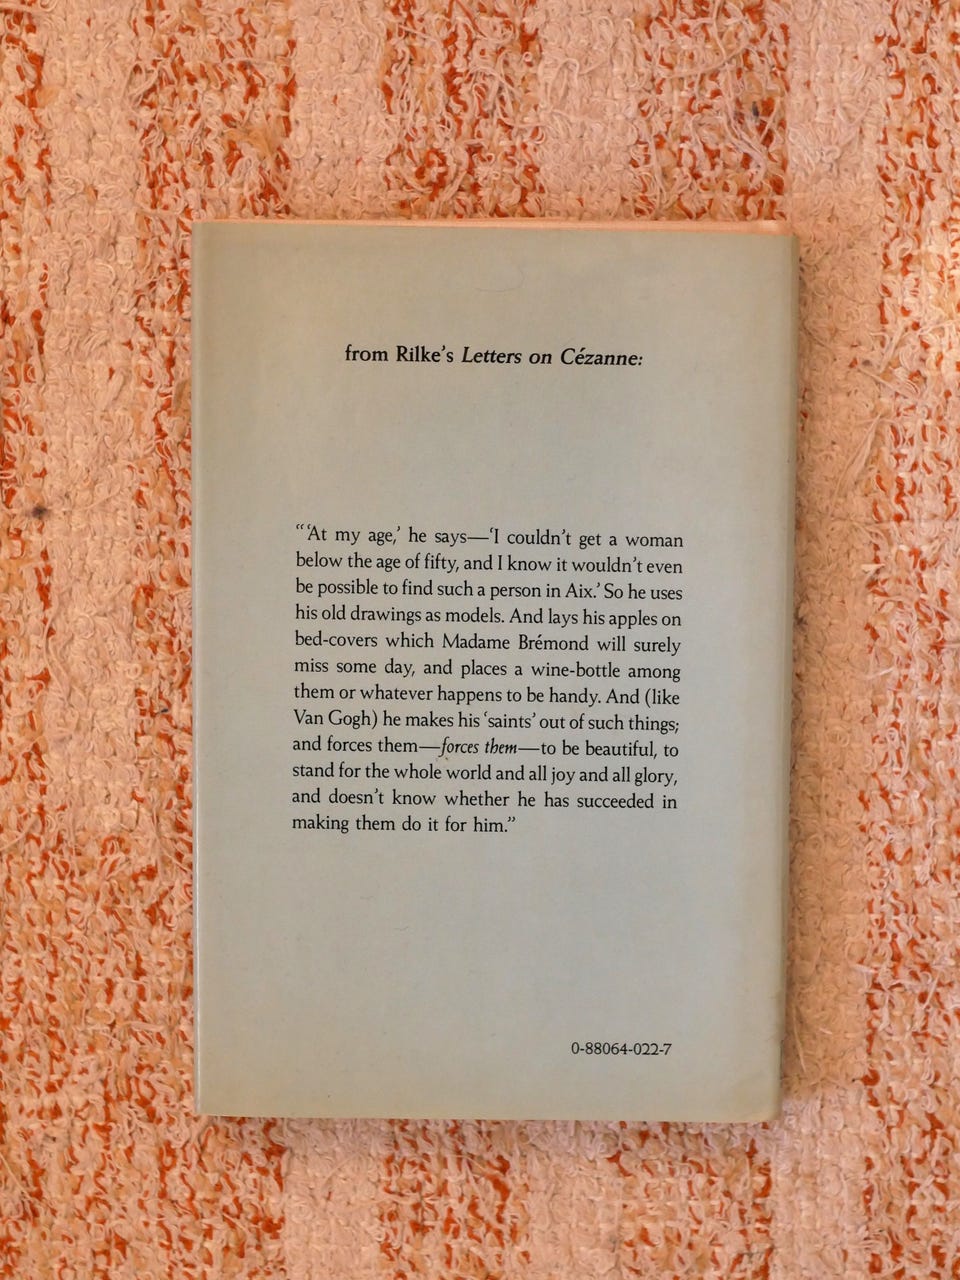 from Rilke's Letters on Cézanne:
“‘At my age,’ he says—‘I couldn’t get a woman
below the age of fifty, and I know it wouldn’t even
be possible to find such a person in Aix.’ So he uses
his old drawings as models. And lays his apples on
bed-covers which Madame Brémond will surely
miss some day, and places a wine-bottle among
them or whatever happens to be handy. And (like
Van Gogh) he makes his ‘saints’ out of such things;
and forces them—forces them—to be beautiful, to
stand for the whole world and all joy and all glory,
and doesn’t know whether he has succeeded in
making them do it for him.”
0-88064-022-7